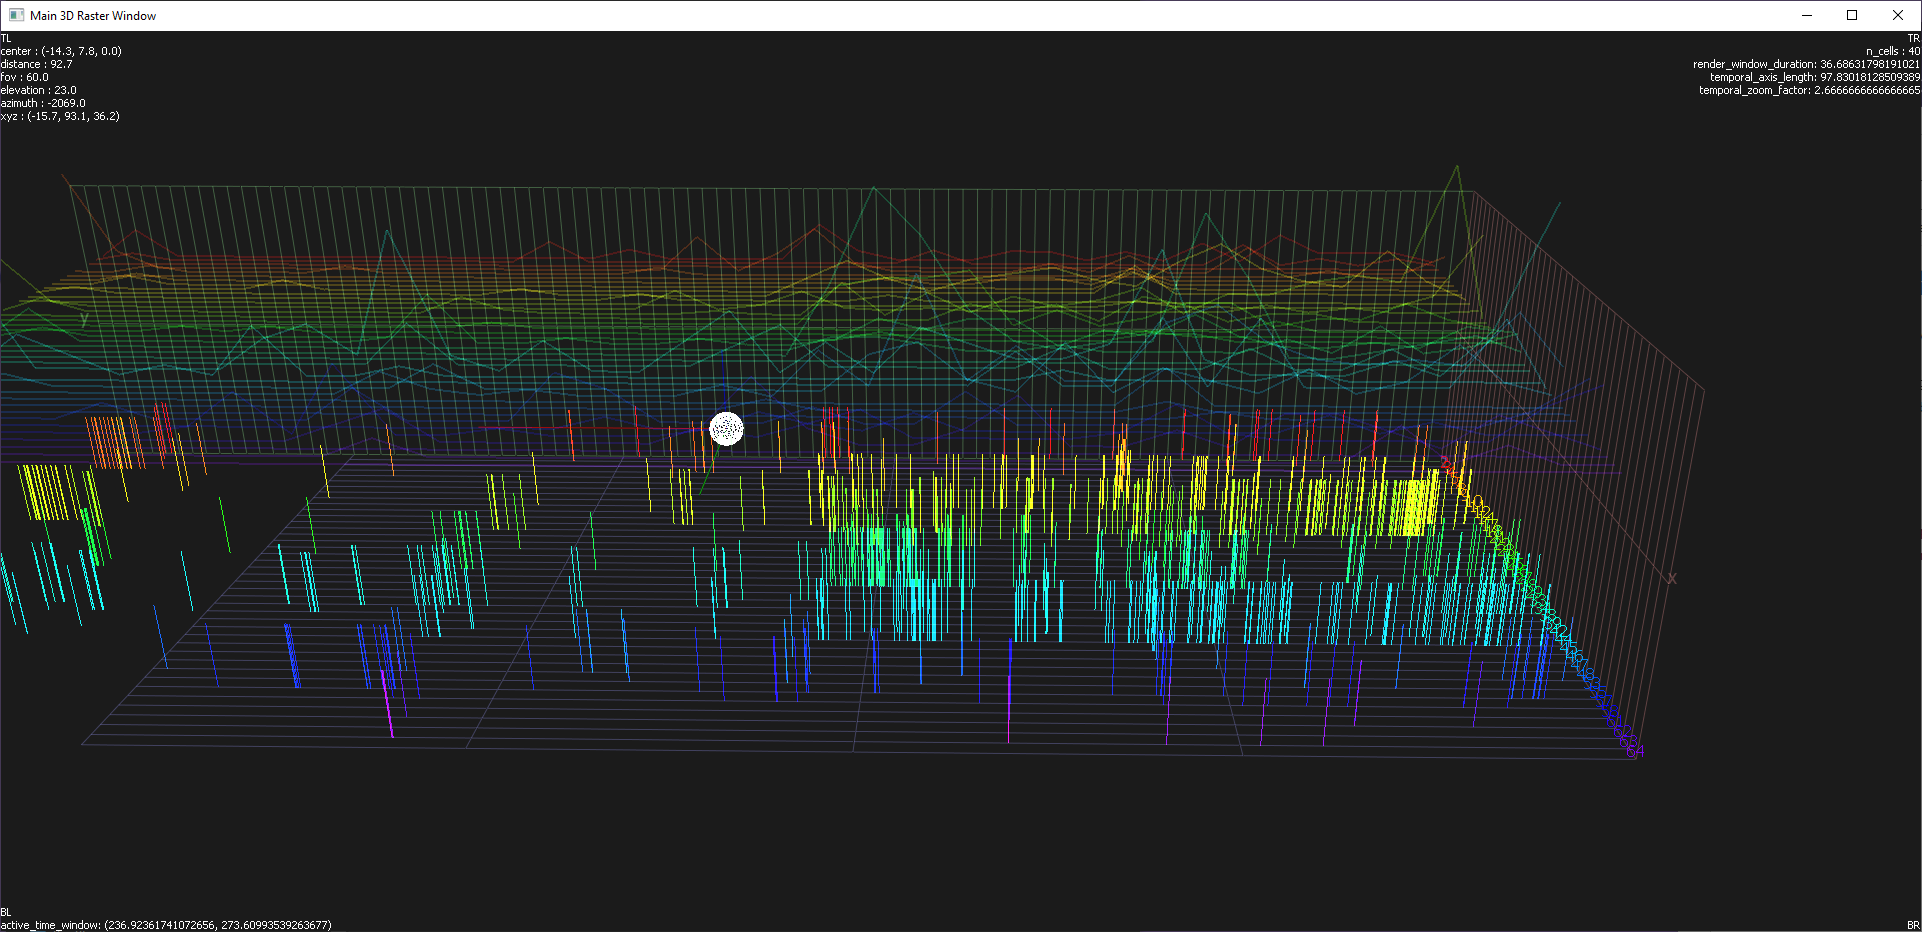 Main 3D Raster Window
TL
center : (-14.3, 7.8, 0.0)
distance : 92.7
fov : 60.0
elevation : 23.0
azimuth : -2069.0
xyz : (-15.7, 93.1, 36.2)
TR
n_cells : 40
render_window_duration: 36.68631798191021
temporal_axis_length: 97.83018128509389
temporal_zoom_factor: 2.6666666666666665
Y
X
BL
active_time_window: (236.92361741072656, 273.60993539263677)
BR